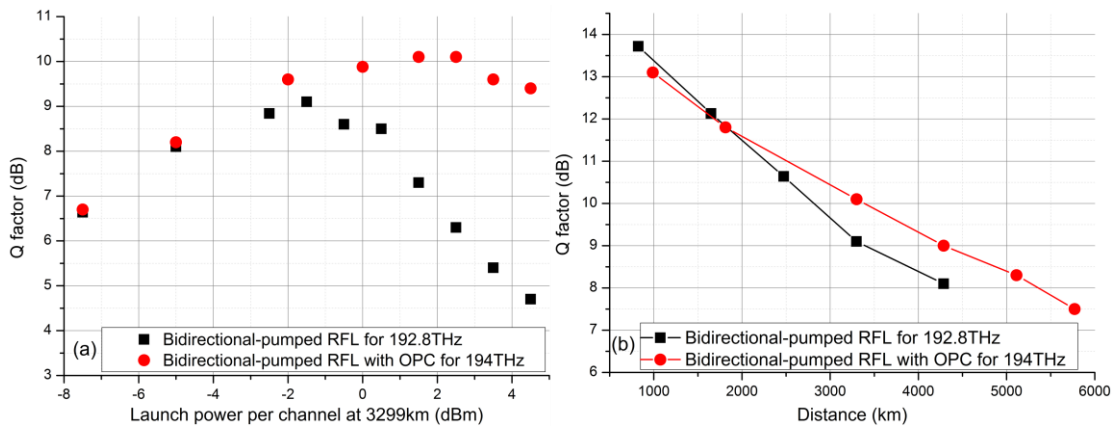 11
10
9
8
7
6
5
4
3
Q factor (dB)
(a)
Bidirectional-pumped RFL for 192.8THz
Bidirectional-pumped RFL with OPC for 194THz
-8 -6 -4 -2 0 2 4
Launch power per channel at 3299km (dBm)
14
13
12
11
10
9
8
7
6
Q factor (dB)
(b)
Bidirectional-pumped RFL for 192.8THz
Bidirectional-pumped RFL with OPC for 194THz
1000 2000 3000 4000 5000 6000
Distance (km)